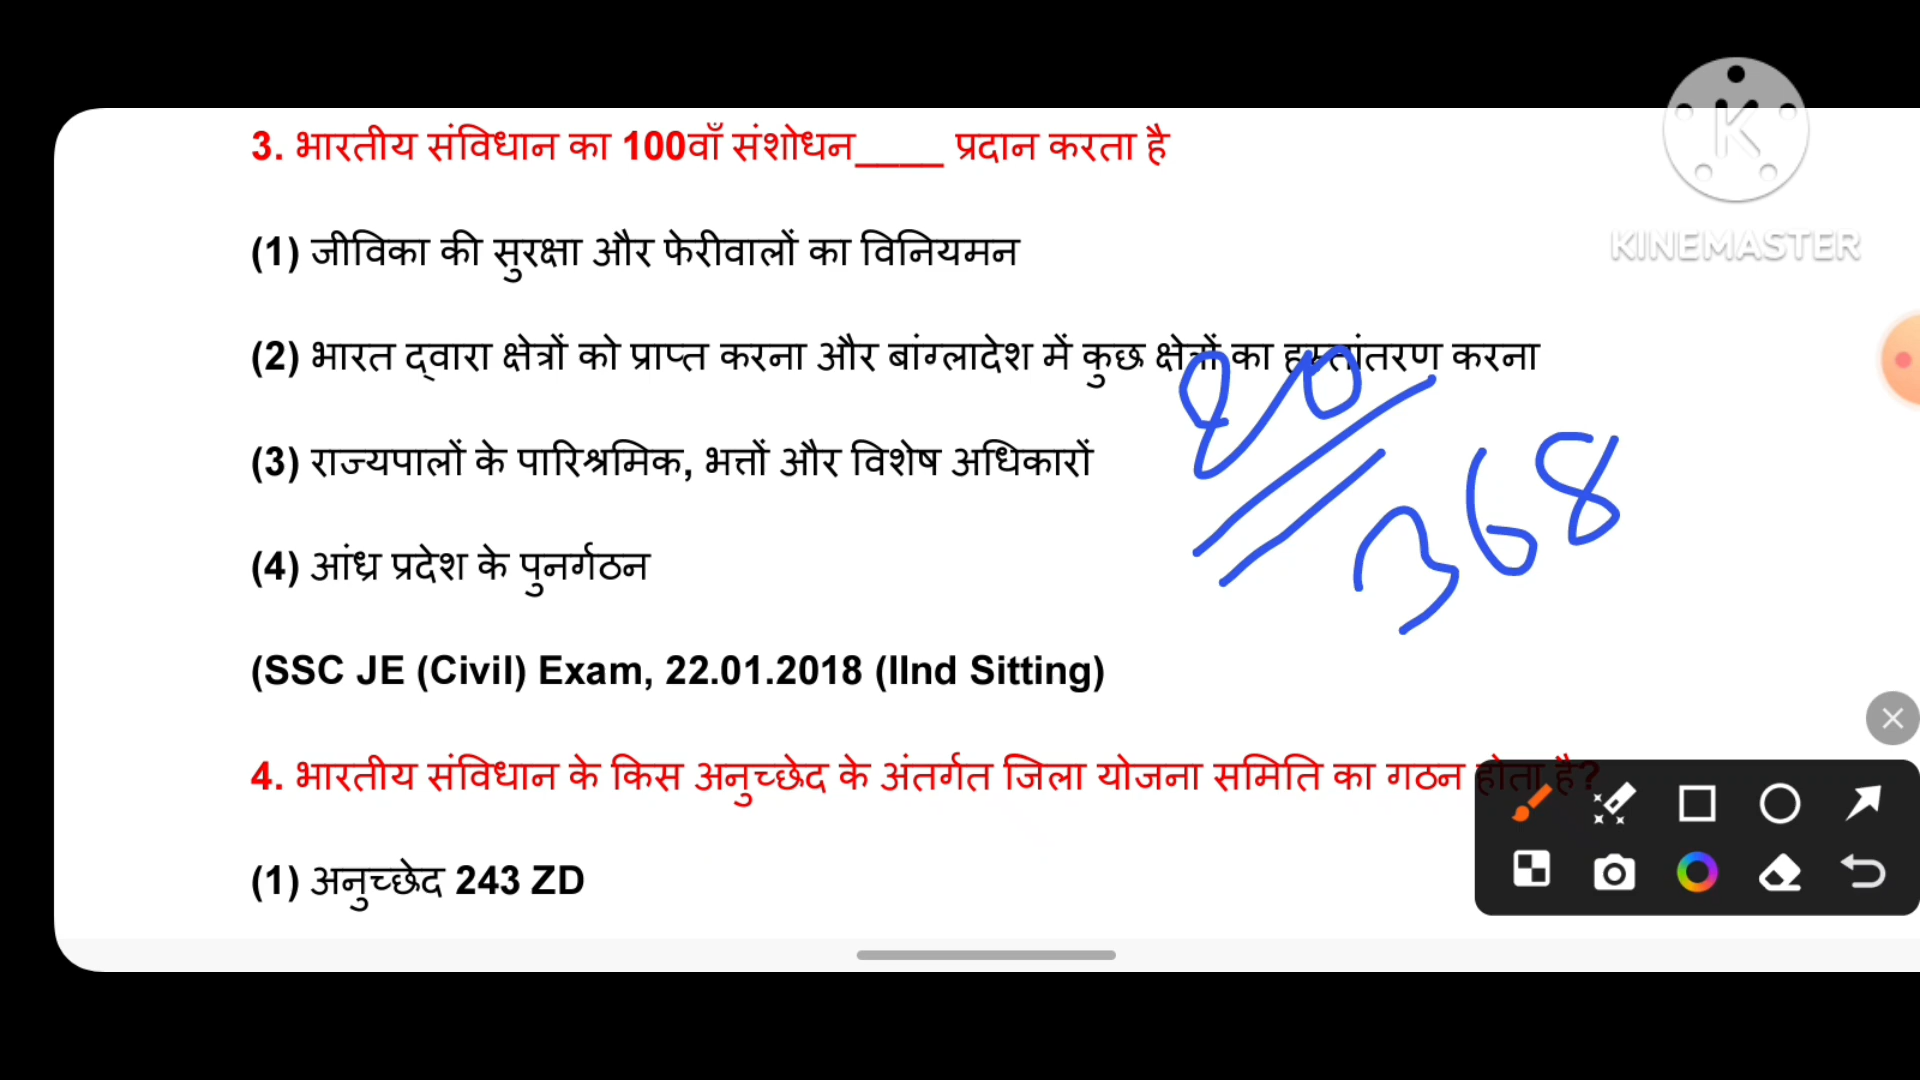 3. भारतीय संविधान का 100वाँ संशोधन____ प्रदान करता है
KINEMASTER
(1) जीविका की सुरक्षा और फेरीवालों का विनियमन
(2) भारत द्वारा क्षेत्रों को प्राप्त करना और बांग्लादेश में कुछ क्षेत्रों का हस्तांतरण करना
(3) राज्यपालों के पारिश्रमिक, भत्तों और विशेष अधिकारों
368
(4) आंध्र प्रदेश के पुनर्गठन
(SSC JE (Civil) Exam, 22.01.2018 (IInd Sitting)
4. भारतीय संविधान के किस अनुच्छेद के अंतर्गत जिला योजना समिति का गठन होता है?
(1) अनुच्छेद 243 ZD